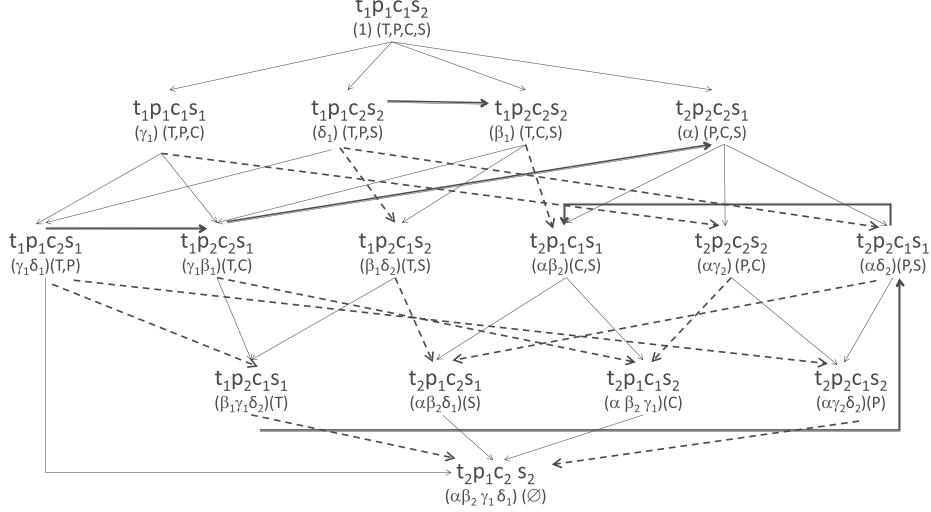 t₁p₁c₁s₂
(1) (T,P,C,S)
t₁p₁c₁s₁
(γ₁) (T,P,C)
t₁p₁c₂s₂
(δ₁) (T,P,S)
t₁p₂c₂s₂
(β₁) (T,C,S)
t₂p₂c₂s₁
(α) (P,C,S)
t₁p₁c₂s₁
(γ₁δ₁)(T,P)
t₁p₂c₂s₁
(γ₁β₁)(T,C)
t₁p₂c₁s₂
(β₁δ₂)(T,S)
t₂p₁c₁s₁
(αβ₂)(C,S)
t₂p₂c₂s₂
(αγ₂) (P,C)
t₂p₂c₁s₁
(αδ₂)(P,S)
t₁p₂c₁s₁
(β₁γ₁δ₂)(T)
t₂p₁c₂s₁
(αβ₂δ₁)(S)
t₂p₁c₁s₂
(α β₂ γ₁)(C)
t₂p₂c₁s₂
(αγ₂δ₂)(P)
t₂p₁c₂ s₂
(αβ₂ γ₁ δ₁) (∅)